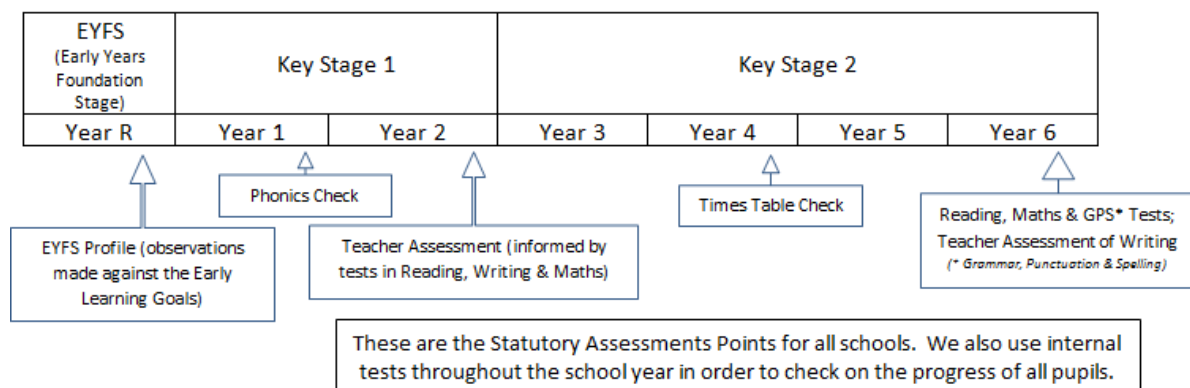 EYFS
(Early Years
Foundation
Stage)
Key Stage 1
Key Stage 2
Year R
Year 1
Year 2
Year 3
Year 4
Year 5
Year 6
Phonics Check
Times Table Check
Reading, Maths & GPS* Tests;
Teacher Assessment of Writing
(* Grammar, Punctuation & Spelling)
EYFS Profile (observations
made against the Early
Learning Goals)
Teacher Assessment (informed by
tests in Reading, Writing & Maths)
These are the Statutory Assessments Points for all schools.  We also use internal
tests throughout the school year in order to check on the progress of all pupils.